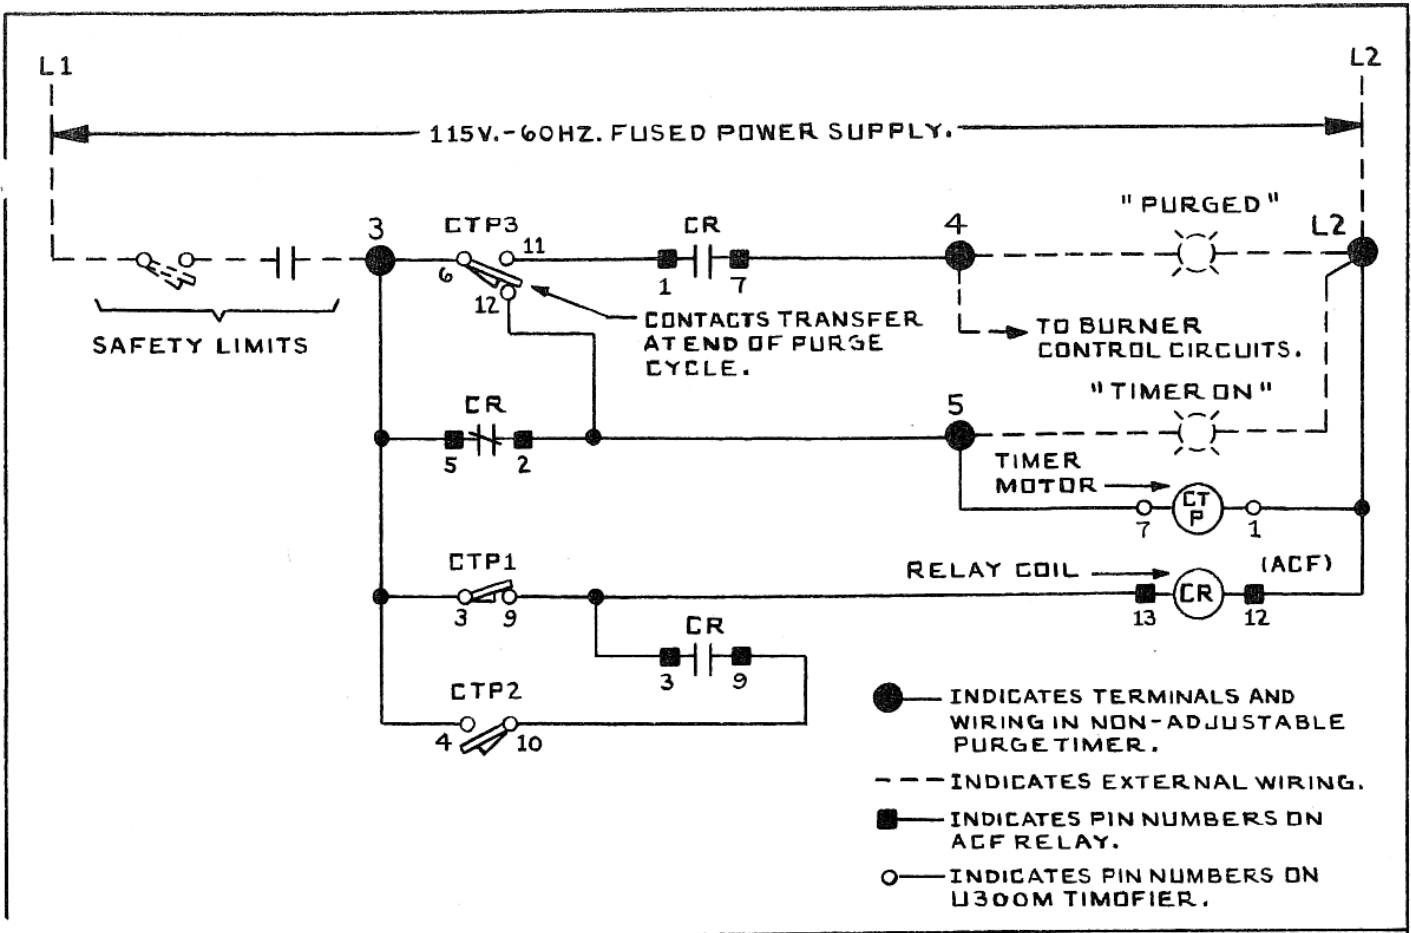 L1
L2
115V.-60HZ. FUSED POWER SUPPLY.
"PURGED"
3
CTP3
CR
4
L2
11
6
12
1
7
CONTACTS TRANSFER
AT END OF PURGE
CYCLE.
TO BURNER
CONTROL CIRCUITS.
SAFETY LIMITS
"TIMER ON"
CR
5
5
2
TIMER
MOTOR
CT
P
7
1
CTP1
RELAY COIL
(ACF)
CR
3
9
13
12
CR
3
9
CTP2
4
10
INDICATES TERMINALS AND
WIRING IN NON-ADJUSTABLE
PURGE TIMER.
INDICATES EXTERNAL WIRING.
INDICATES PIN NUMBERS ON
ACF RELAY.
INDICATES PIN NUMBERS ON
U300M TIMOFIER.